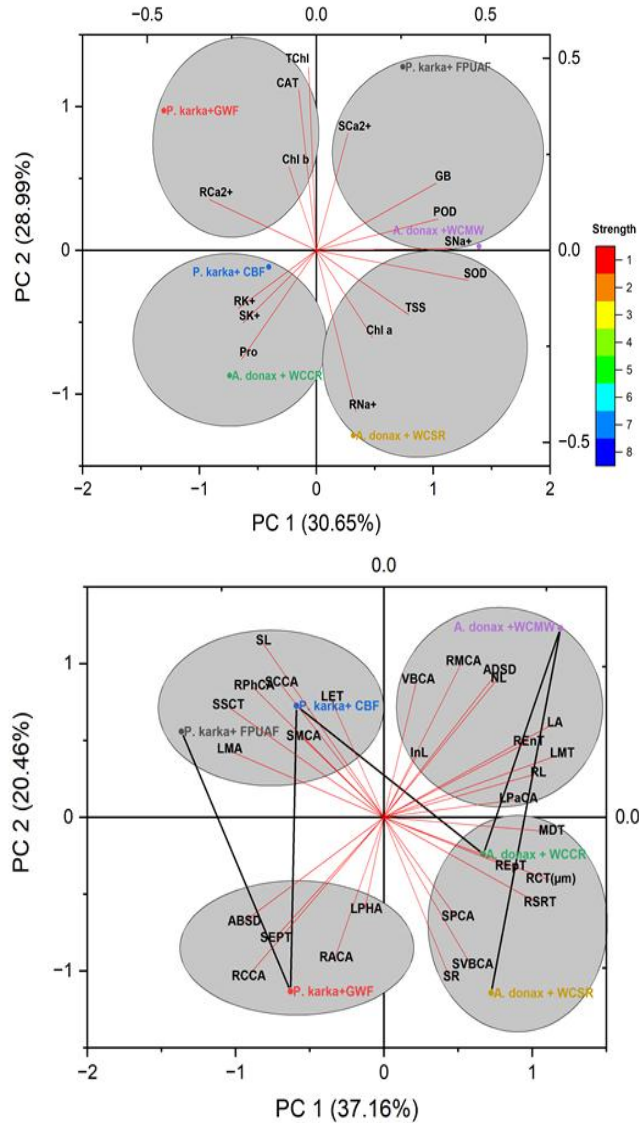 -0.5
0.0
0.5
TChl
P. karka+ FPUAF
0.5
CAT
1
P. karka+GWF
SCa2+
Chl b
GB
RCa2+
POD
A. donax +WCMW
SNa+
0
0.0
P. karka+ CBF
SOD
Strength
1
2
3
4
5
6
7
8
RK+
SK+
TSS
Chl a
Pro
A. donax + WCCR
-1
RNa+
A. donax + WCSR
-0.5
PC 2 (28.99%)
-2
-1
0
1
2
PC 1 (30.65%)
0.0
A. donax +WCMW
SL
1
RMCA
SCCA
ADSD
RPhCA
VBCA
NL
LET
SSCT
P. karka+ CBF
LA
P. karka+ FPUAF
SMCA
REnT
LMA
InL
LMT
RL
LPaCA
0
0.0
MDT
A. donax + WCCR
REpT
RCT(µm)
RSRT
LPHA
SPCA
ABSD
SEPT
RACA
SVBCA
RCCA
SR
-1
P. karka+GWF
A. donax + WCSR
PC 2 (20.46%)
-2
-1
0
1
PC 1 (37.16%)